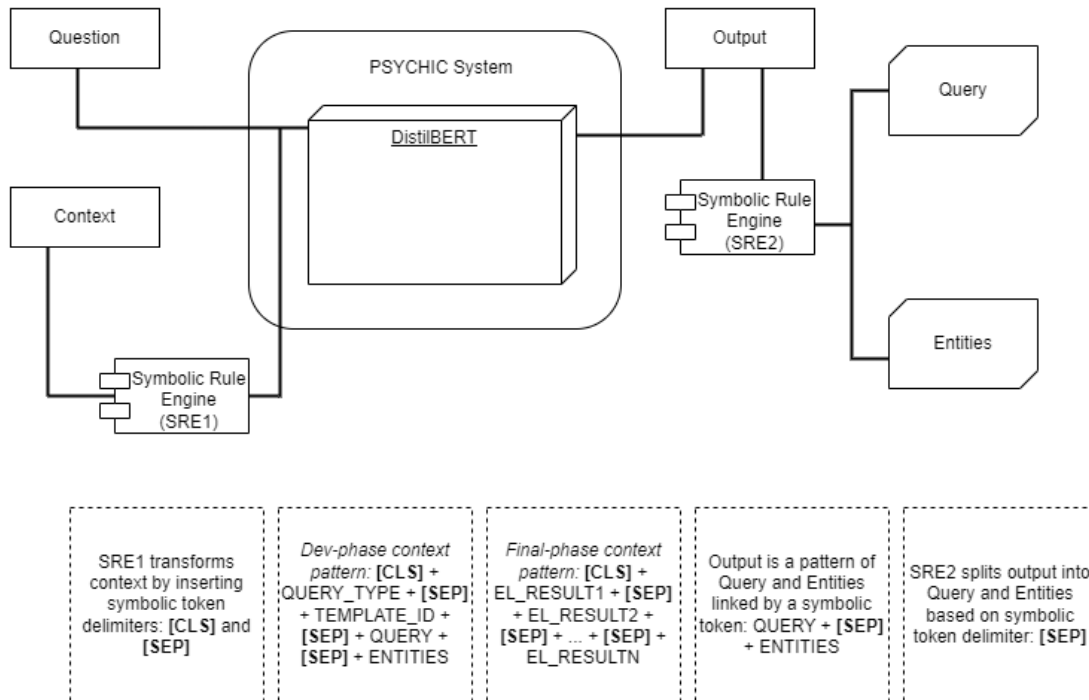 Question
PSYCHIC System
Output
DistilBERT
Query
Context
Symbolic Rule
Engine
(SRE2)
Entities
Symbolic Rule
Engine
(SRE1)
SRE1 transforms
context by inserting
symbolic token
delimiters: [CLS] and
[SEP]
Dev-phase context
pattern: [CLS] +
QUERY_TYPE + [SEP]
+ TEMPLATE_ID +
[SEP] + QUERY +
[SEP] + ENTITIES
Final-phase context
pattern: [CLS] +
EL_RESULT1 + [SEP]
+ EL_RESULT2 +
[SEP] + ... + [SEP] +
EL_RESULTN
Output is a pattern of
Query and Entities
linked by a symbolic
token: QUERY + [SEP]
+ ENTITIES
SRE2 splits output into
Query and Entities
based on symbolic
token delimiter: [SEP]